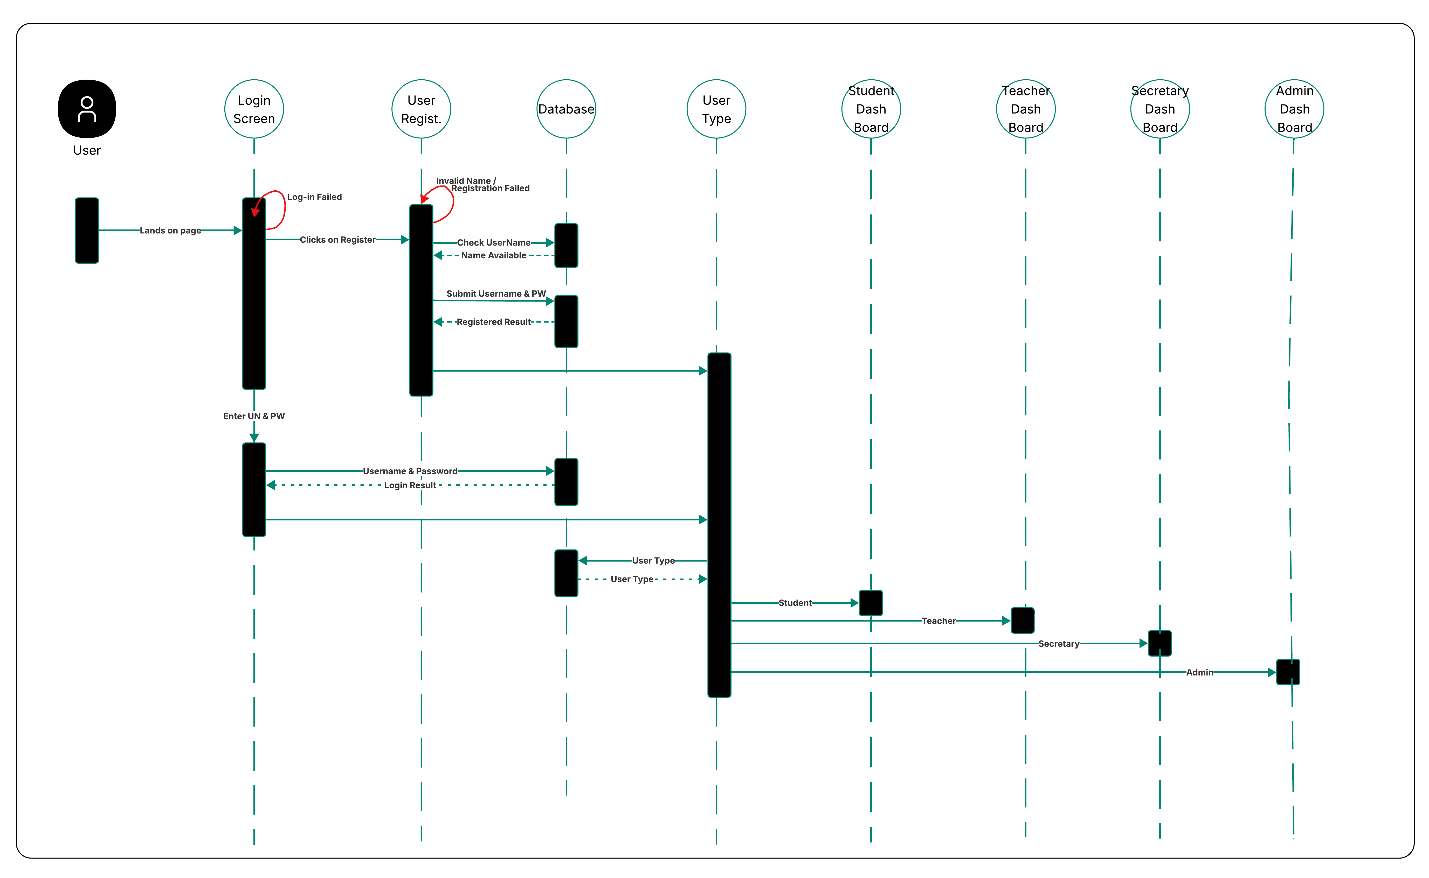 User
Login
Screen
User
Regist.
Database
User
Type
Student
Dash
Board
Teacher
Dash
Board
Secretary
Dash
Board
Admin
Dash
Board
Invalid Name /
Registration Failed
Log-in Failed
Lands on page
Clicks on Register
Check UserName
Name Available
Submit Username & PW
Registered Result
Enter UN & PW
Username & Password
Login Result
User Type
User Type
Student
Teacher
Secretary
Admin